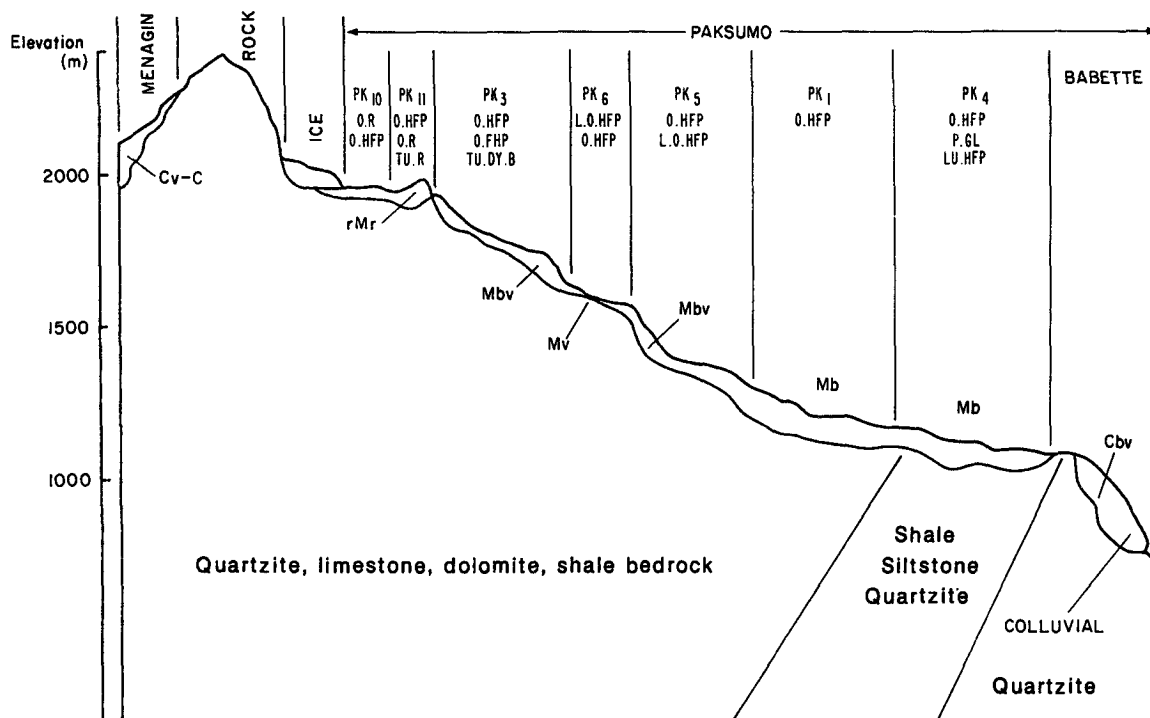 PAKSUMO
Elevation
(m)
MENAGIN
ROCK
ICE
PK10
O.R
O.HFP
PK11
O.HFP
O.R
TU.R
PK3
O.HFP
O.FHP
TU.DY.B
PK6
L.O.HFP
O.HFP
PK5
O.HFP
L.O.HFP
PK1
O.HFP
PK4
O.HFP
P.GL
LU.HFP
BABETTE
2000
1500
1000
Cv-C
rMr
Mbv
Mv
Mbv
Mb
Mb
Cbv
Quartzite, limestone, dolomite, shale bedrock
Shale
Siltstone
Quartzite
COLLUVIAL
Quartzite